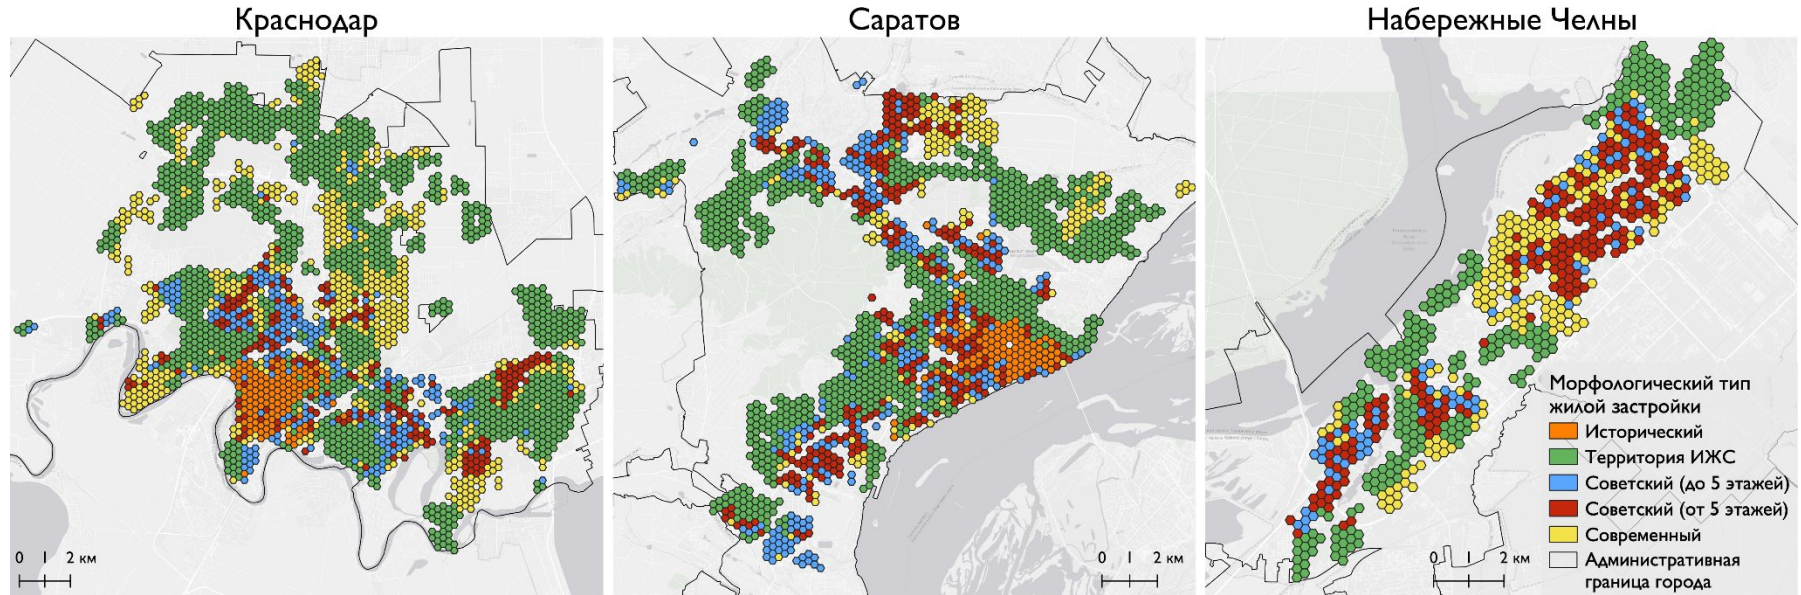 Краснодар
Саратов
Набережные Челны
0 1 2 км
0 1 2 км
0 1 2 км
Морфологический тип
жилой застройки
Исторический
Территория ИЖС
Советский (до 5 этажей)
Советский (от 5 этажей)
Современный
Административная
граница города